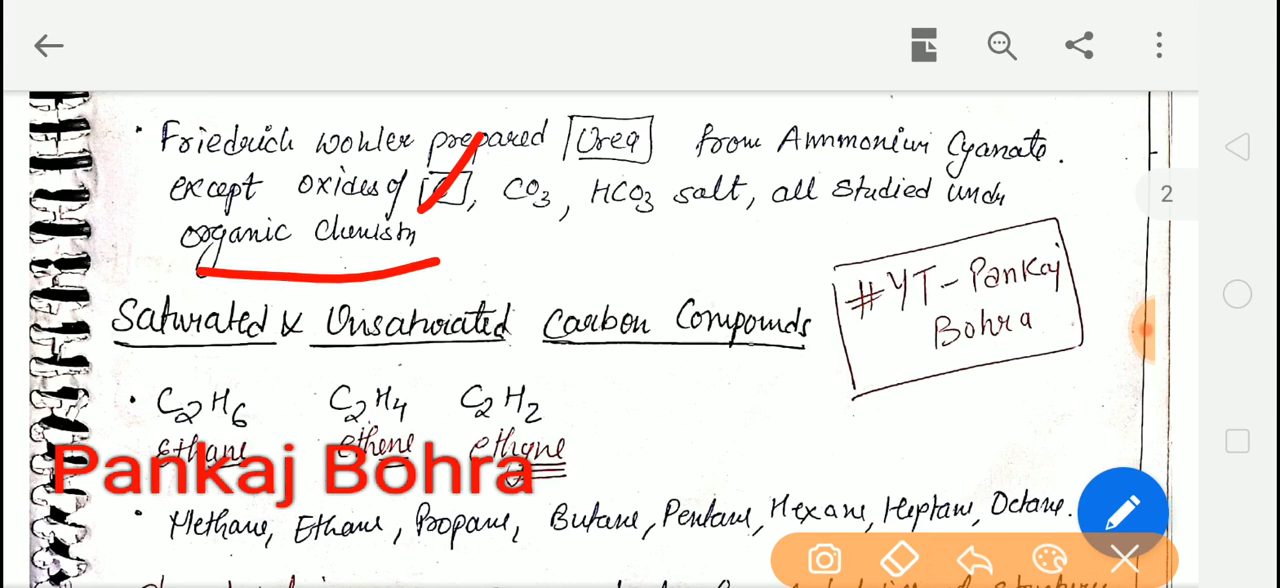 • Friedrich Wohler prepared Urea from Ammonium Cyanate.
except oxides of C, CO3, HCO3 salt, all studied under
2
organic Chemistry
#YT-Pankaj
Bohra
Saturated & Unsaturated Carbon Compounds
• C2H6 C2H4 C2H2
Ethane ethene ethyne
Pankaj Bohra
• Methane, Ethane, Propane, Butane, Pentane, Hexane, Heptane, Octane.